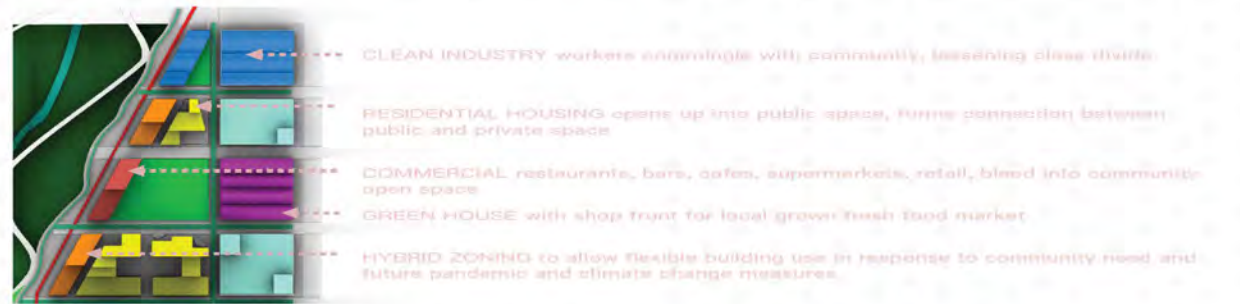 CLEAN INDUSTRY workers commingle with community, lessening class divide
RESIDENTIAL HOUSING opens up into public space, forms connection between
public and private space
COMMERCIAL restaurants, bars, cafes, supermarkets, retail, blend into community
open space
GREEN HOUSE with shop front for local grown fresh food market
HYBRID ZONING to allow flexible building use in response to community need and
future pandemic and climate change measures.